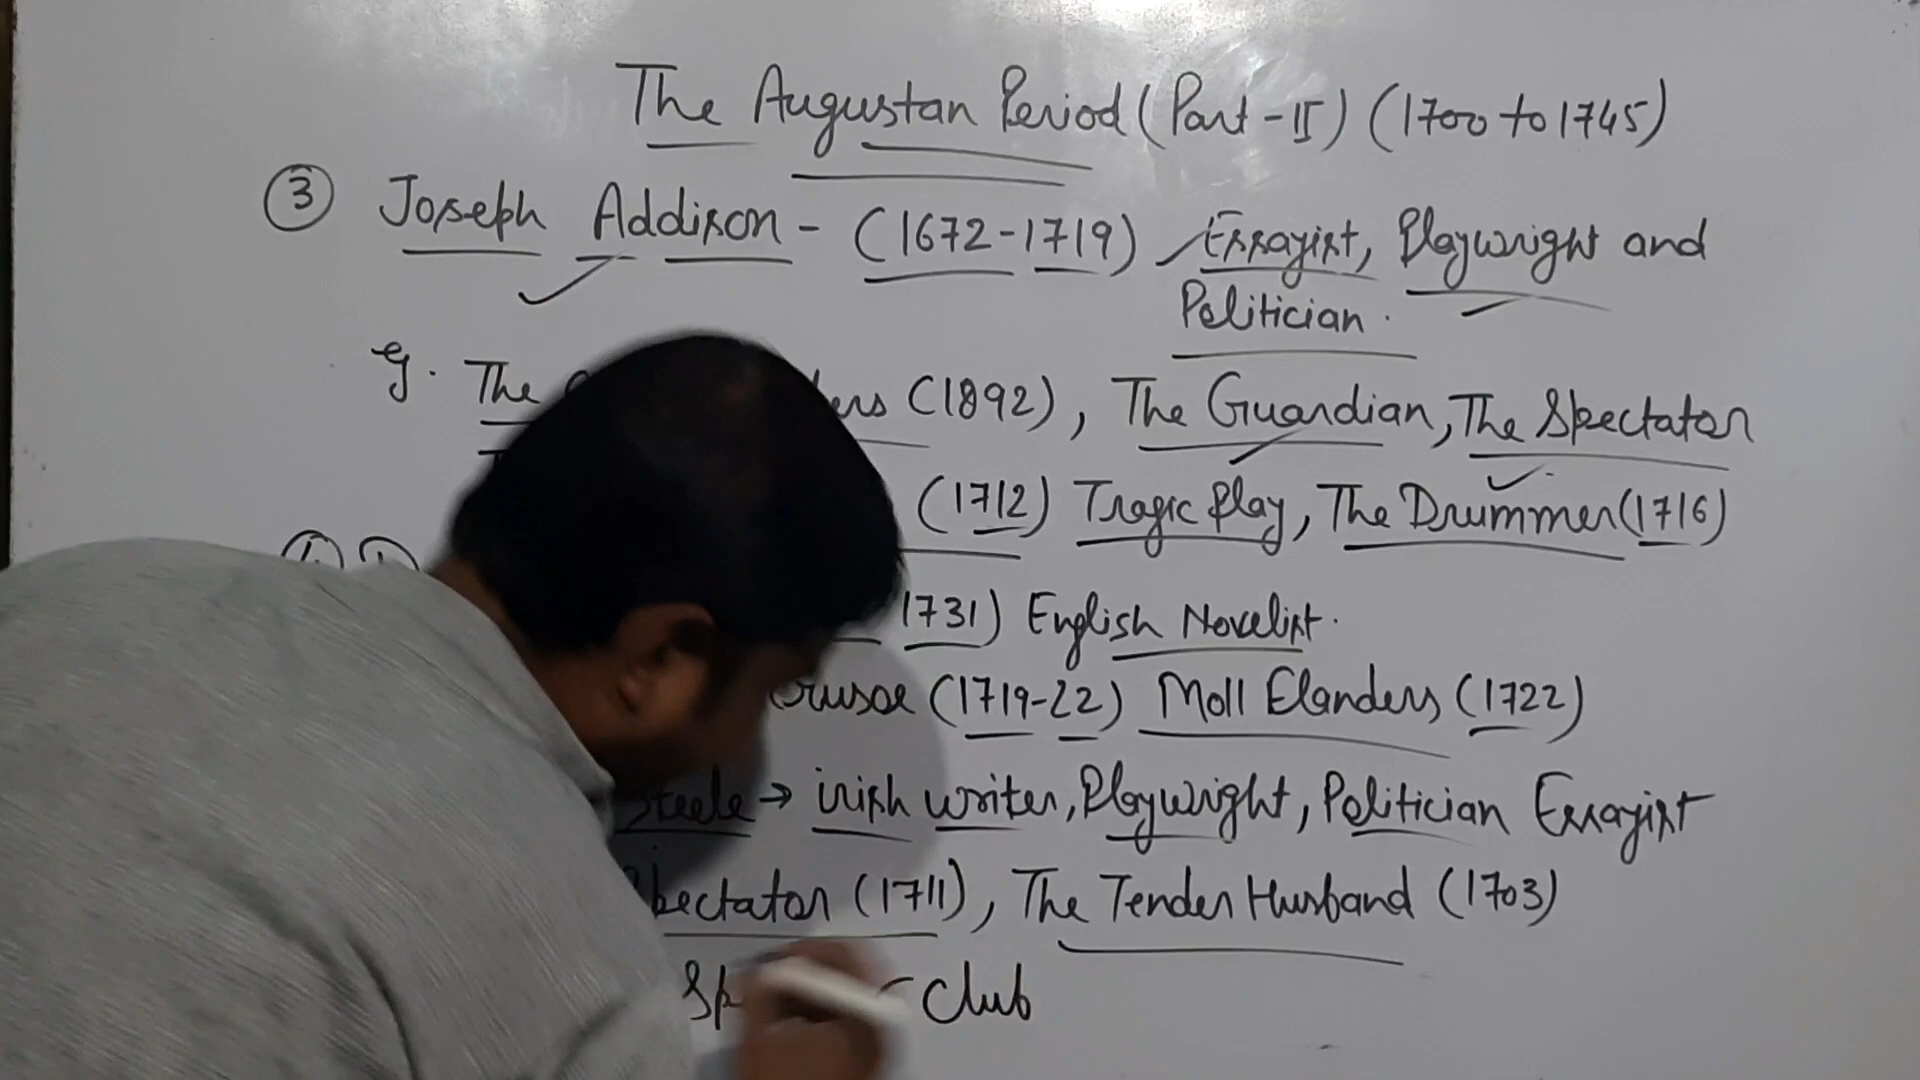 The Augustan Period (Part-II) (1700 to 1745)
③ Joseph Addison - (1672-1719) Essayist, Playwright and
Politician.
eg. The (1892), The Guardian, The Spectator
(1712) Tragic Play, The Drummer (1716)
1731) English Novelist.
(1719-22) Moll Elanders (1722)
Steele → irish writer, Playwright, Politician Essayist
Spectator (1711), The Tender Husband (1703)
Club